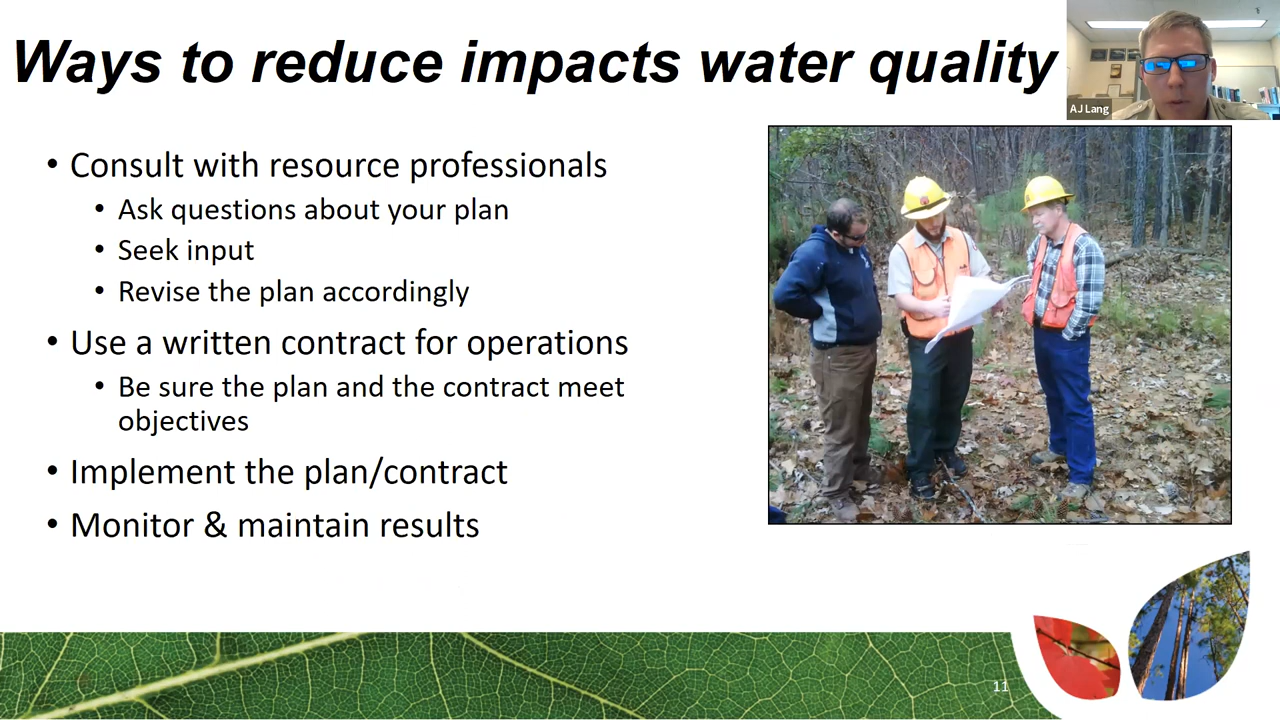 Ways to reduce impacts water quality
AJ Lang
• Consult with resource professionals
• Ask questions about your plan
• Seek input
• Revise the plan accordingly
• Use a written contract for operations
• Be sure the plan and the contract meet
objectives
• Implement the plan/contract
• Monitor & maintain results
11